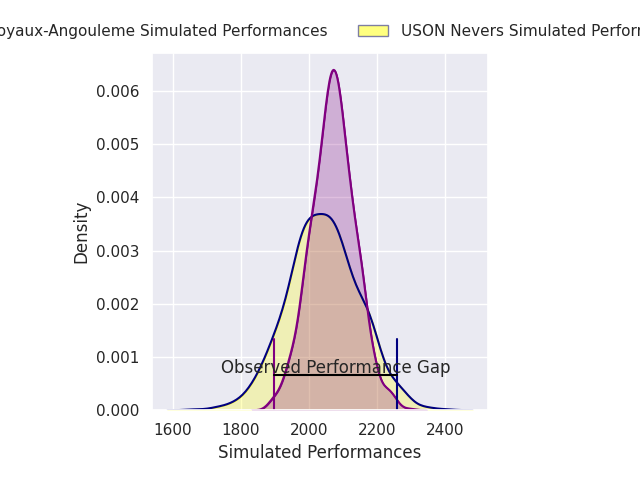 oyaux-Angouleme Simulated Performances
USON Nevers Simulated Perfor
0.006
0.005
0.004
0.003
0.002
0.001
0.000
Density
Observed Performance Gap
1600
1800
2000
2200
2400
Simulated Performances